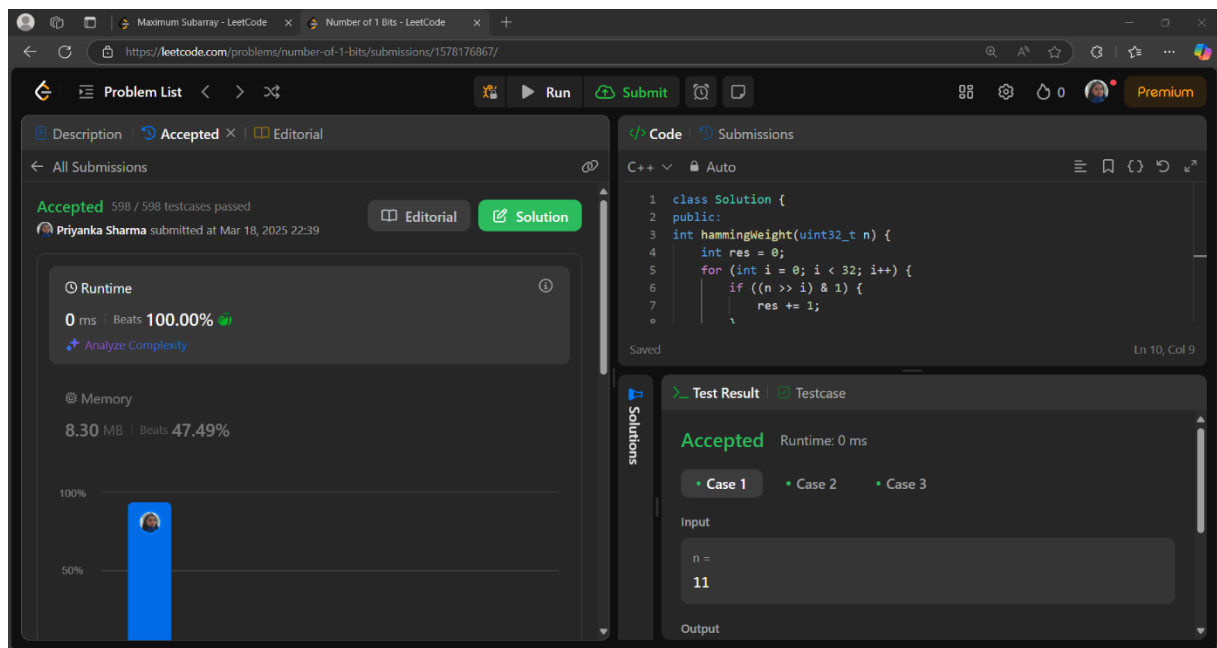 Maximum Subarray - LeetCode
Number of 1 Bits - LeetCode
https://leetcode.com/problems/number-of-1-bits/submissions/1578176867/
Problem List
Run
Submit
0
Premium
Description
Accepted
Editorial
All Submissions
Accepted 598 / 598 testcases passed
Priyanka Sharma submitted at Mar 18, 2025 22:39
Editorial
Solution
Runtime
0 ms Beats 100.00%
Analyze Complexity
Memory
8.30 MB Beats 47.49%
100%
50%
</> Code
Submissions
C++
Auto
1 class Solution {
2 public:
3 int hammingWeight(uint32_t n) {
4 int res = 0;
5 for (int i = 0; i < 32; i++) {
6 if ((n >> i) & 1) {
7 res += 1;
Saved
Ln 10, Col 9
Solutions
Test Result
Testcase
Accepted Runtime: 0 ms
• Case 1
• Case 2
• Case 3
Input
n =
11
Output